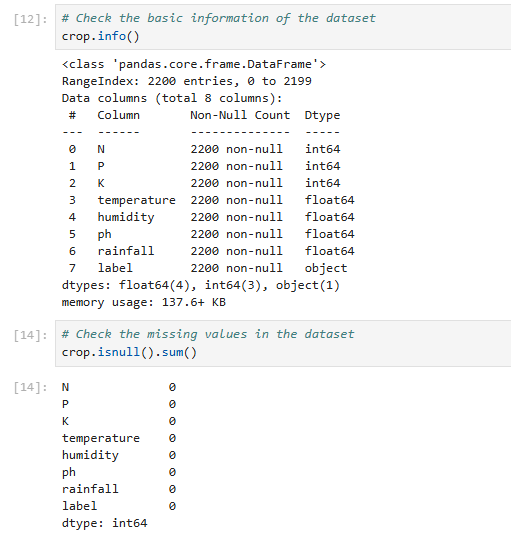 [12]: # Check the basic information of the dataset
crop.info()
<class 'pandas.core.frame.DataFrame'>
RangeIndex: 2200 entries, 0 to 2199
Data columns (total 8 columns):
 #   Column       Non-Null Count  Dtype
---  ------       --------------  -----
 0   N            2200 non-null   int64
 1   P            2200 non-null   int64
 2   K            2200 non-null   int64
 3   temperature  2200 non-null   float64
 4   humidity     2200 non-null   float64
 5   ph           2200 non-null   float64
 6   rainfall     2200 non-null   float64
 7   label        2200 non-null   object
dtypes: float64(4), int64(3), object(1)
memory usage: 137.6+ KB
[14]: # Check the missing values in the dataset
crop.isnull().sum()
[14]: N              0
P              0
K              0
temperature    0
humidity       0
ph             0
rainfall       0
label          0
dtype: int64